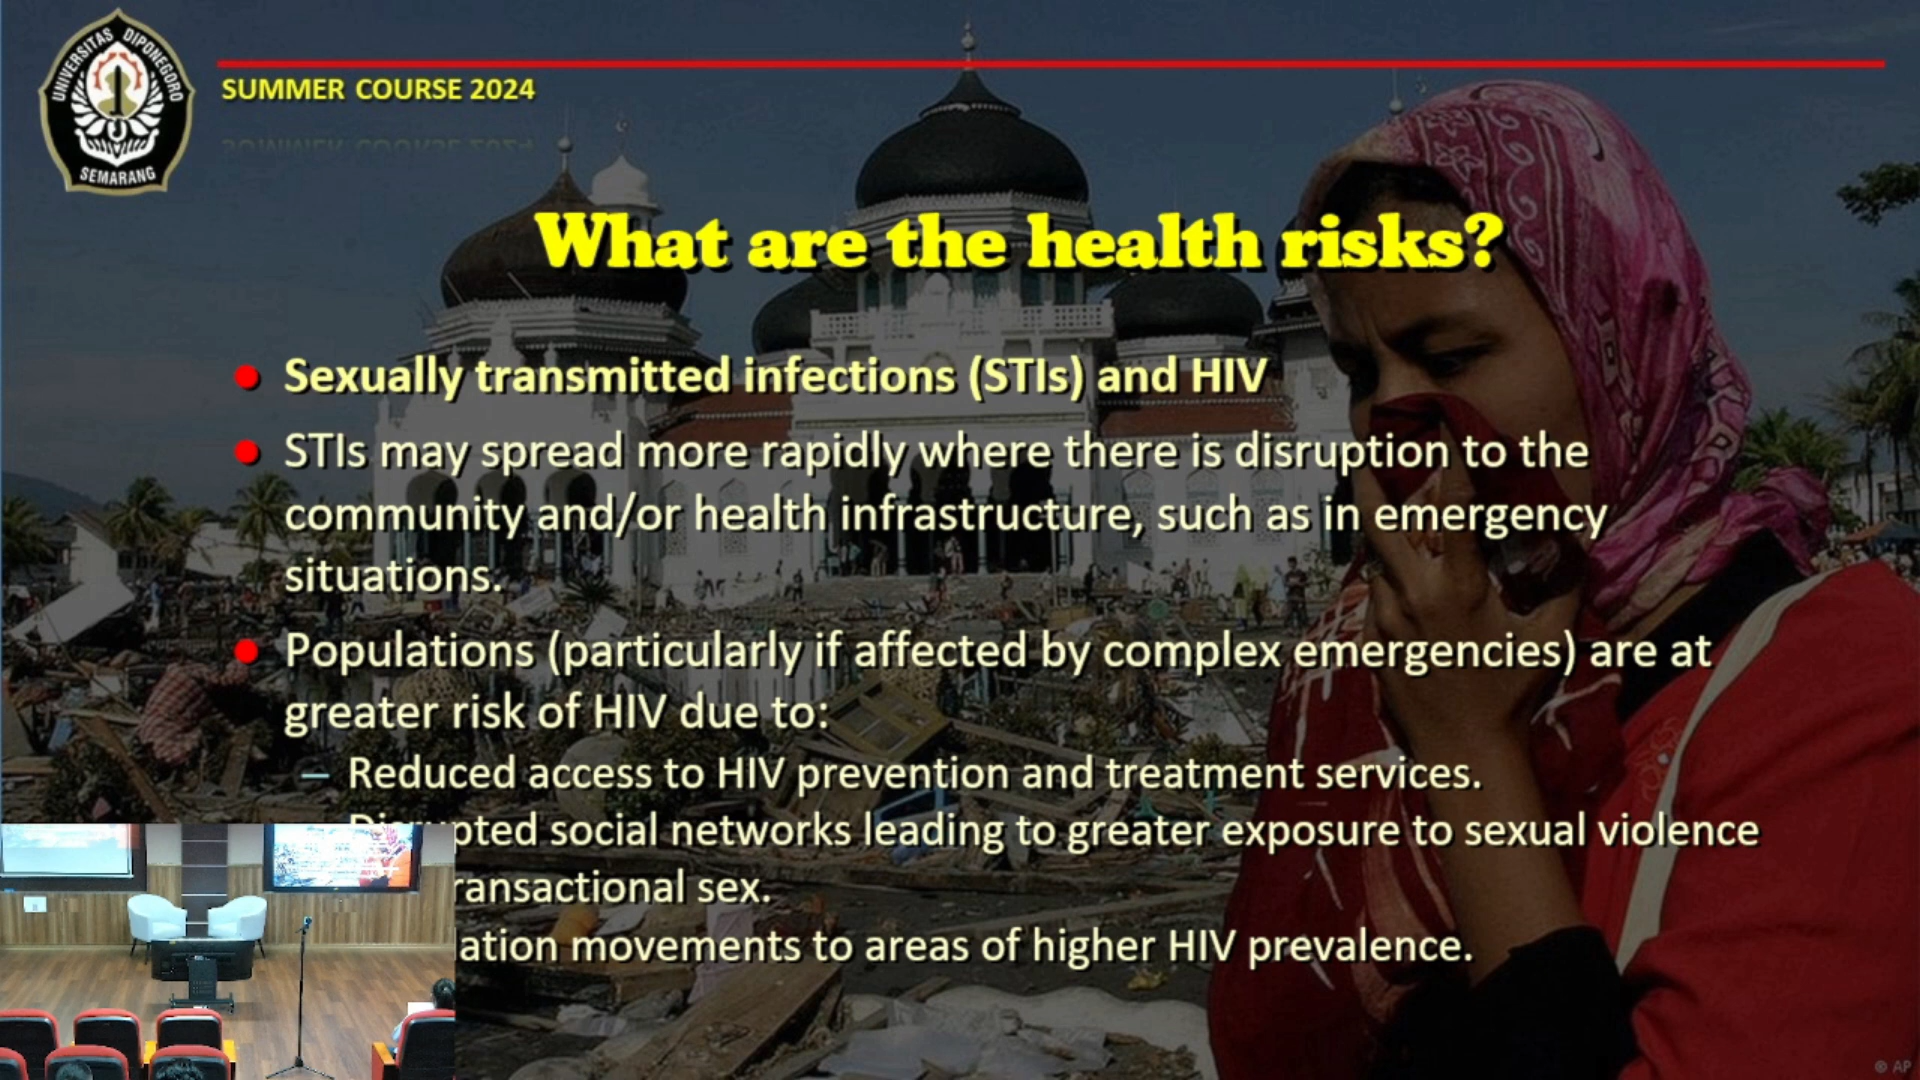 UNIVERSITAS DIPONEGORO
SEMARANG
SUMMER COURSE 2024
What are the health risks?
Sexually transmitted infections (STIs) and HIV
STIs may spread more rapidly where there is disruption to the
community and/or health infrastructure, such as in emergency
situations.
Populations (particularly if affected by complex emergencies) are at
greater risk of HIV due to:
– Reduced access to HIV prevention and treatment services.
social networks leading to greater exposure to sexual violence
sex.
movements to areas of higher HIV prevalence.
© AP